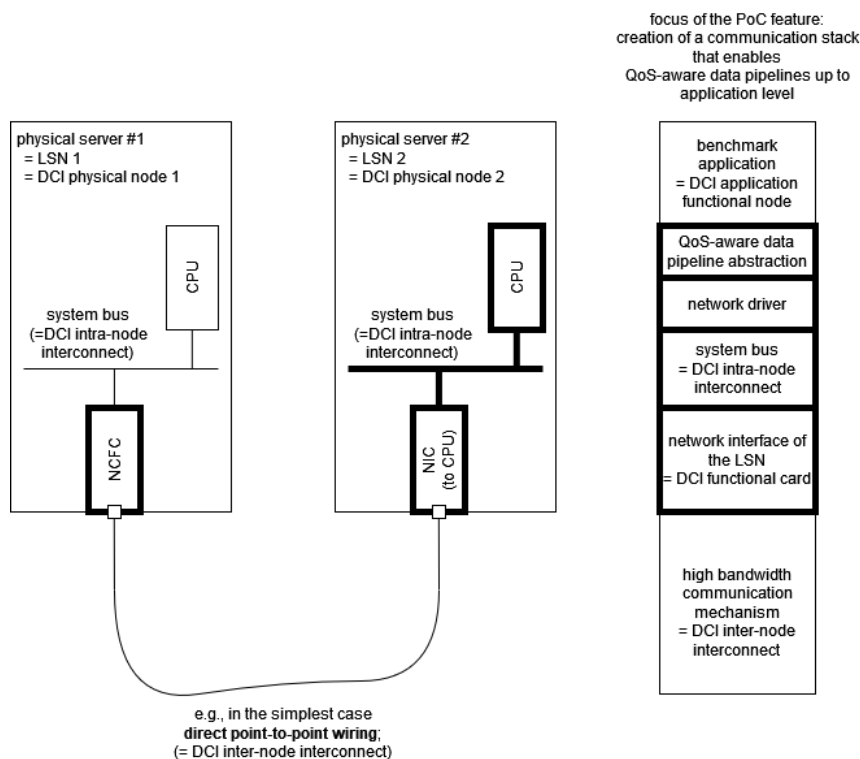 focus of the PoC feature:
creation of a communication stack
that enables
QoS-aware data pipelines up to
application level
physical server #1
= LSN 1
= DCI physical node 1
CPU
system bus
(=DCI intra-node
interconnect)
NCFC
physical server #2
= LSN 2
= DCI physical node 2
CPU
system bus
(=DCI intra-node
interconnect)
NIC
(to CPU)
benchmark
application
= DCI application
functional node
QoS-aware data
pipeline abstraction
network driver
system bus
= DCI intra-node
interconnect
network interface of
the LSN
= DCI functional card
high bandwidth
communication
mechanism
= DCI inter-node
interconnect
e.g., in the simplest case
direct point-to-point wiring;
(= DCI inter-node interconnect)